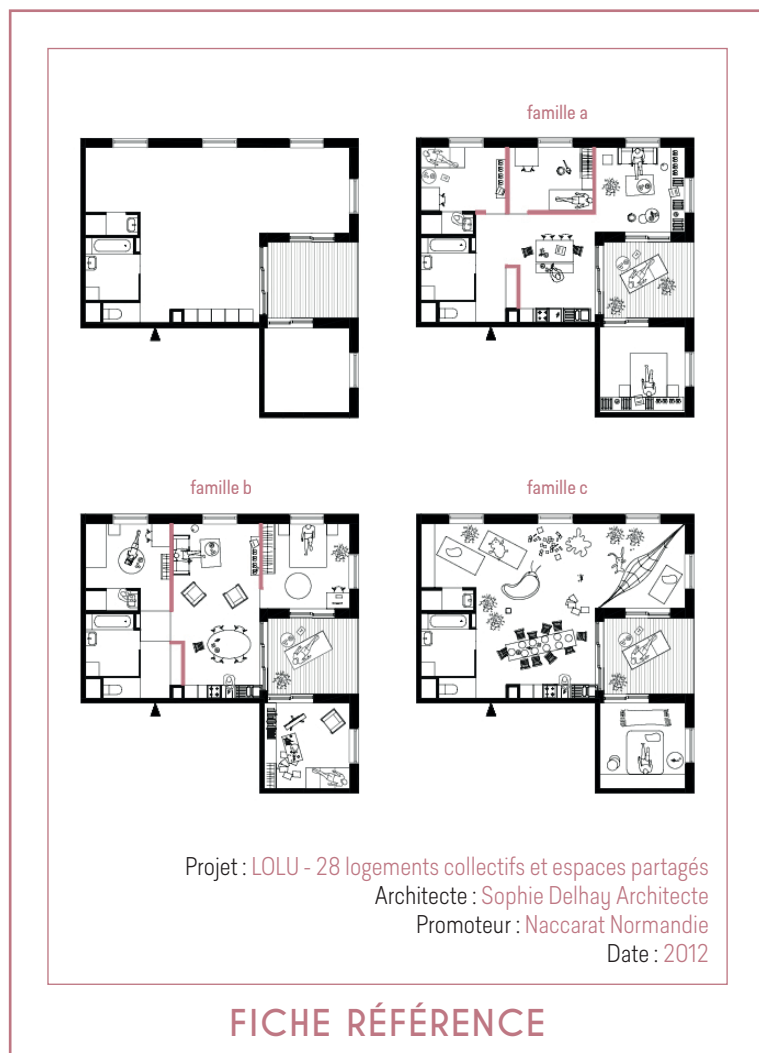 famille a
famille b
famille c
Projet : LOLU - 28 logements collectifs et espaces partagés
Architecte : Sophie Delhay Architecte
Promoteur : Naccarat Normandie
Date : 2012
FICHE RÉFÉRENCE